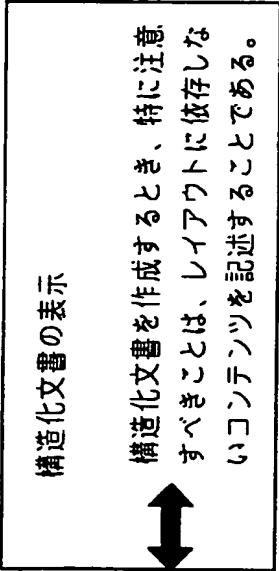 構造化文書の表示
構造化文書を作成するとき、特に注意
すべきことは、レイアウトに依存しな
いコンテンツを記述することである。